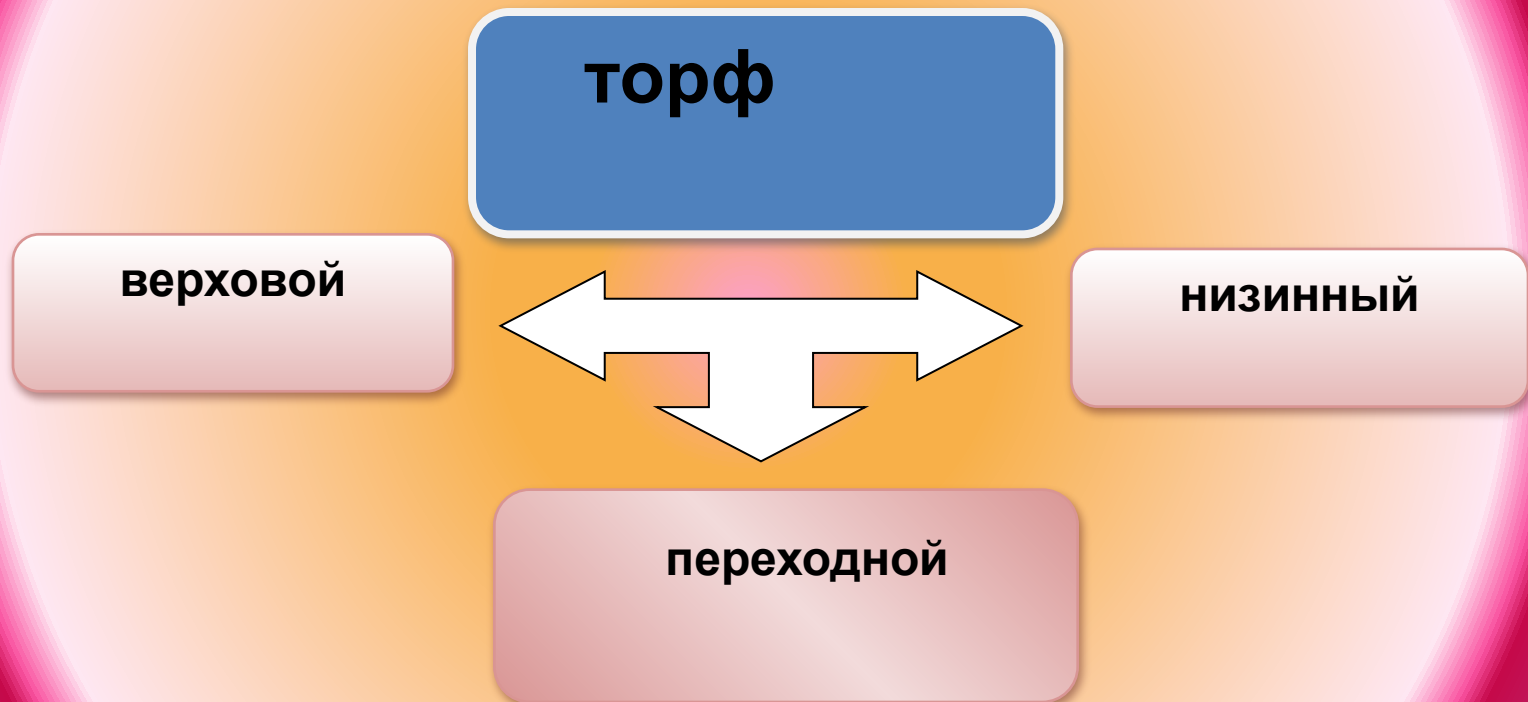 торф
верховой
низинный
переходной